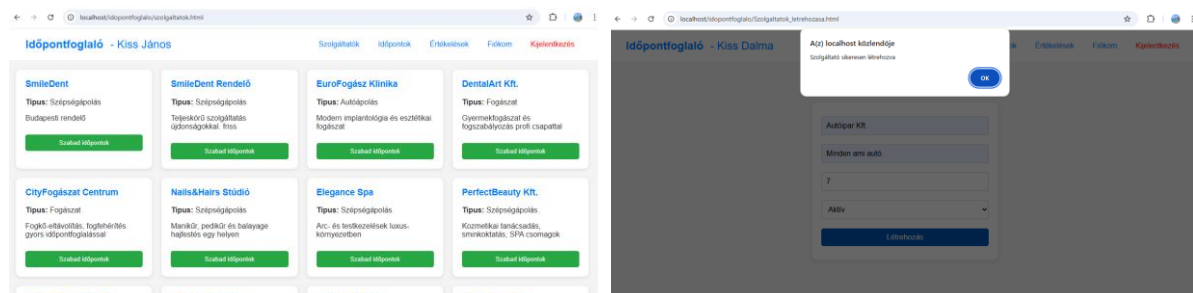 localhost/idopontfoglalo/szolgaltatok.html
Időpontfoglaló - Kiss János
Szolgáltatók Időpontok Értékelések Fiókom Kijelentkezés
SmileDent
Típus: Szépségápolás
Budapesti rendelő
Szabad időpontok
SmileDent Rendelő
Típus: Szépségápolás
Teljeskörű szolgáltatás
újdonságokkal. friss
Szabad időpontok
EuroFogász Klinika
Típus: Autóápolás
Modern implantológia és esztétikai
fogászat
Szabad időpontok
DentalArt Kft.
Típus: Fogászat
Gyermekfogászat és
fogszabályozás profi csapattal
Szabad időpontok
CityFogászat Centrum
Típus: Fogászat
Fogkő-eltávolítás, fogfehérítés
gyors időpontfoglalással
Szabad időpontok
Nails&Hairs Stúdió
Típus: Szépségápolás
Manikűr, pedikűr és balayage
hajfestés egy helyen
Szabad időpontok
Elegance Spa
Típus: Szépségápolás
Arc- és testkezelések luxus-
környezetben
Szabad időpontok
PerfectBeauty Kft.
Típus: Szépségápolás
Kozmetikai tanácsadás,
sminkoktatás, SPA csomagok
Szabad időpontok
localhost/idopontfoglalo/Szolgaltatok_letrehozasa.html
Időpontfoglaló - Kiss Dalma
Értékelések Fiókom Kijelentkezés
A(z) localhost közlendője
Szolgáltató sikeresen létrehozva
OK
Autóipar Kft.
Minden ami autó.
7
Aktív
Létrehozás